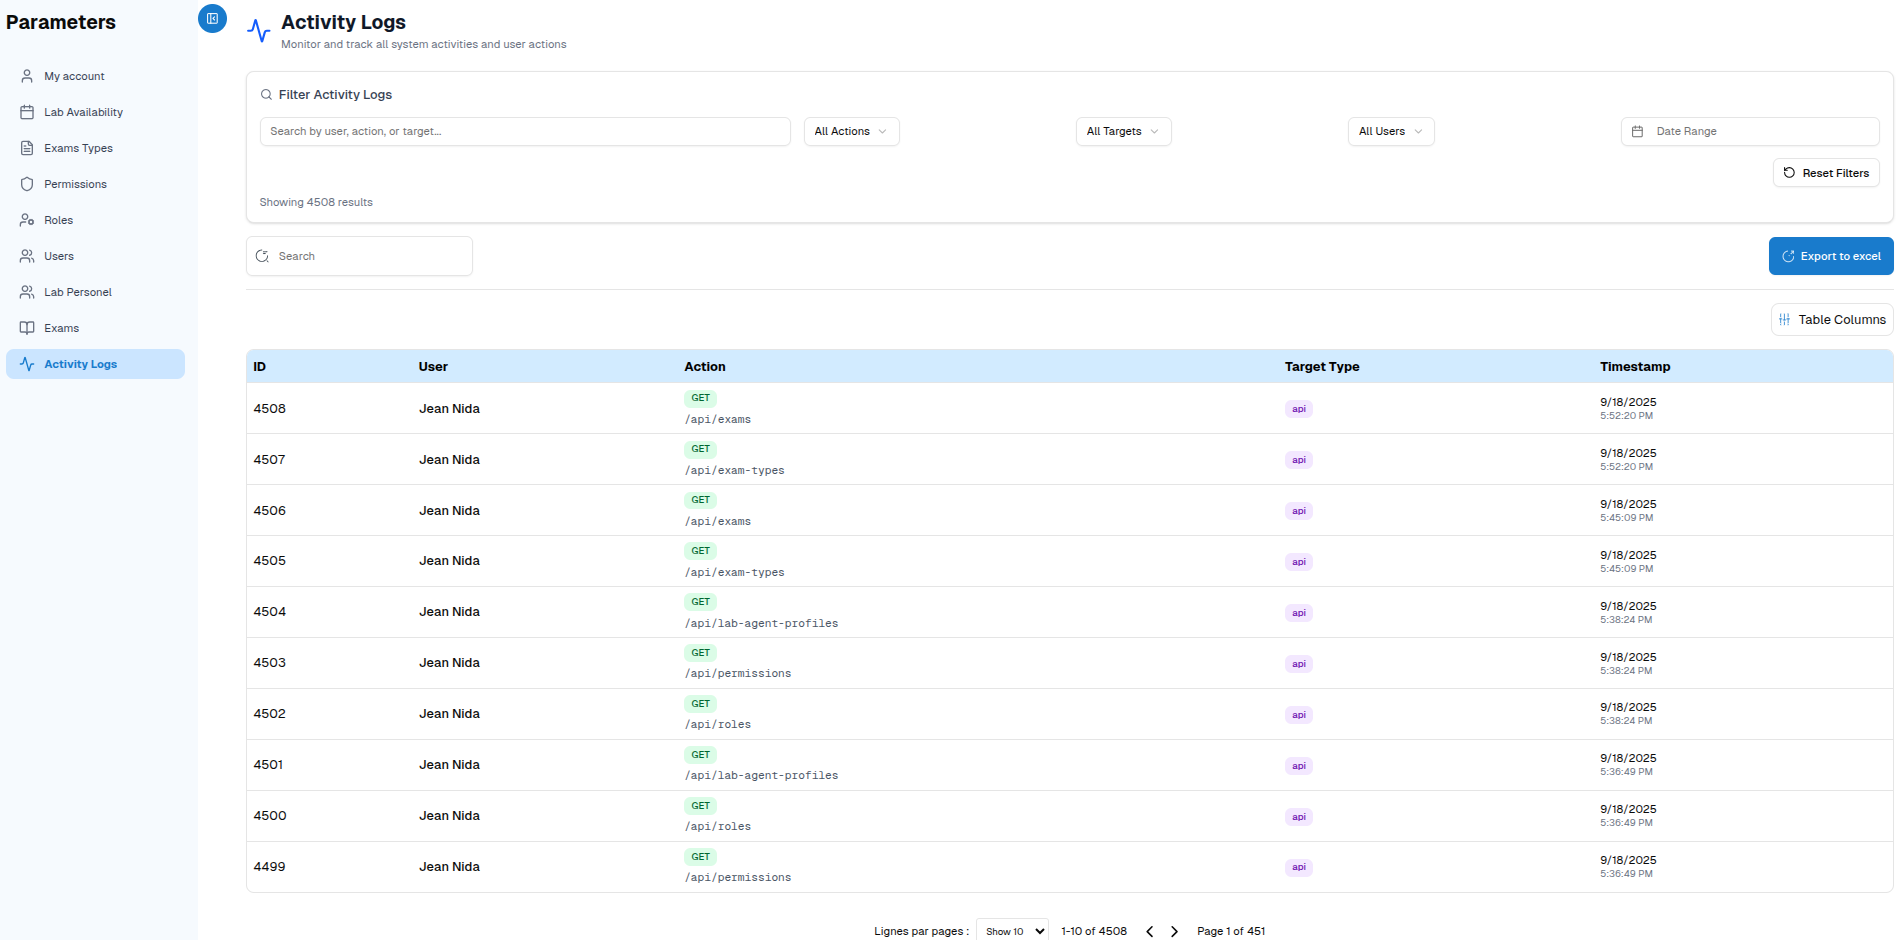 Parameters
My account
Lab Availability
Exams Types
Permissions
Roles
Users
Lab Personel
Exams
Activity Logs
Activity Logs
Monitor and track all system activities and user actions
Filter Activity Logs
Search by user, action, or target...
All Actions
All Targets
All Users
Date Range
Reset Filters
Showing 4508 results
Search
Export to excel
Table Columns
ID User Action Target Type Timestamp
4508 Jean Nida GET /api/exams api 9/18/2025 5:52:20 PM
4507 Jean Nida GET /api/exam-types api 9/18/2025 5:52:20 PM
4506 Jean Nida GET /api/exams api 9/18/2025 5:45:09 PM
4505 Jean Nida GET /api/exam-types api 9/18/2025 5:45:09 PM
4504 Jean Nida GET /api/lab-agent-profiles api 9/18/2025 5:38:24 PM
4503 Jean Nida GET /api/permissions api 9/18/2025 5:38:24 PM
4502 Jean Nida GET /api/roles api 9/18/2025 5:38:24 PM
4501 Jean Nida GET /api/lab-agent-profiles api 9/18/2025 5:36:49 PM
4500 Jean Nida GET /api/roles api 9/18/2025 5:36:49 PM
4499 Jean Nida GET /api/permissions api 9/18/2025 5:36:49 PM
Lignes par pages : Show 10 1-10 of 4508 Page 1 of 451